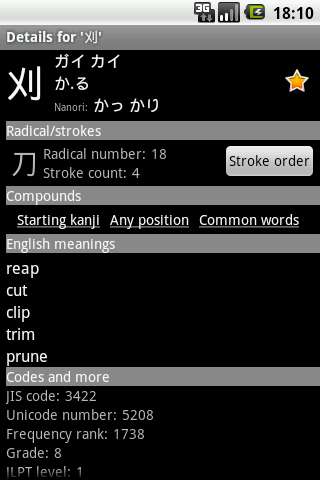 3G 18:10
Details for '刈'
刈
ガイ カイ
か.る
Nanori: かっ かり
Radical/strokes
刀 Radical number: 18
Stroke count: 4
Stroke order
Compounds
Starting kanji Any position Common words
English meanings
reap
cut
clip
trim
prune
Codes and more
JIS code: 3422
Unicode number: 5208
Frequency rank: 1738
Grade: 8
JLPT level: 1